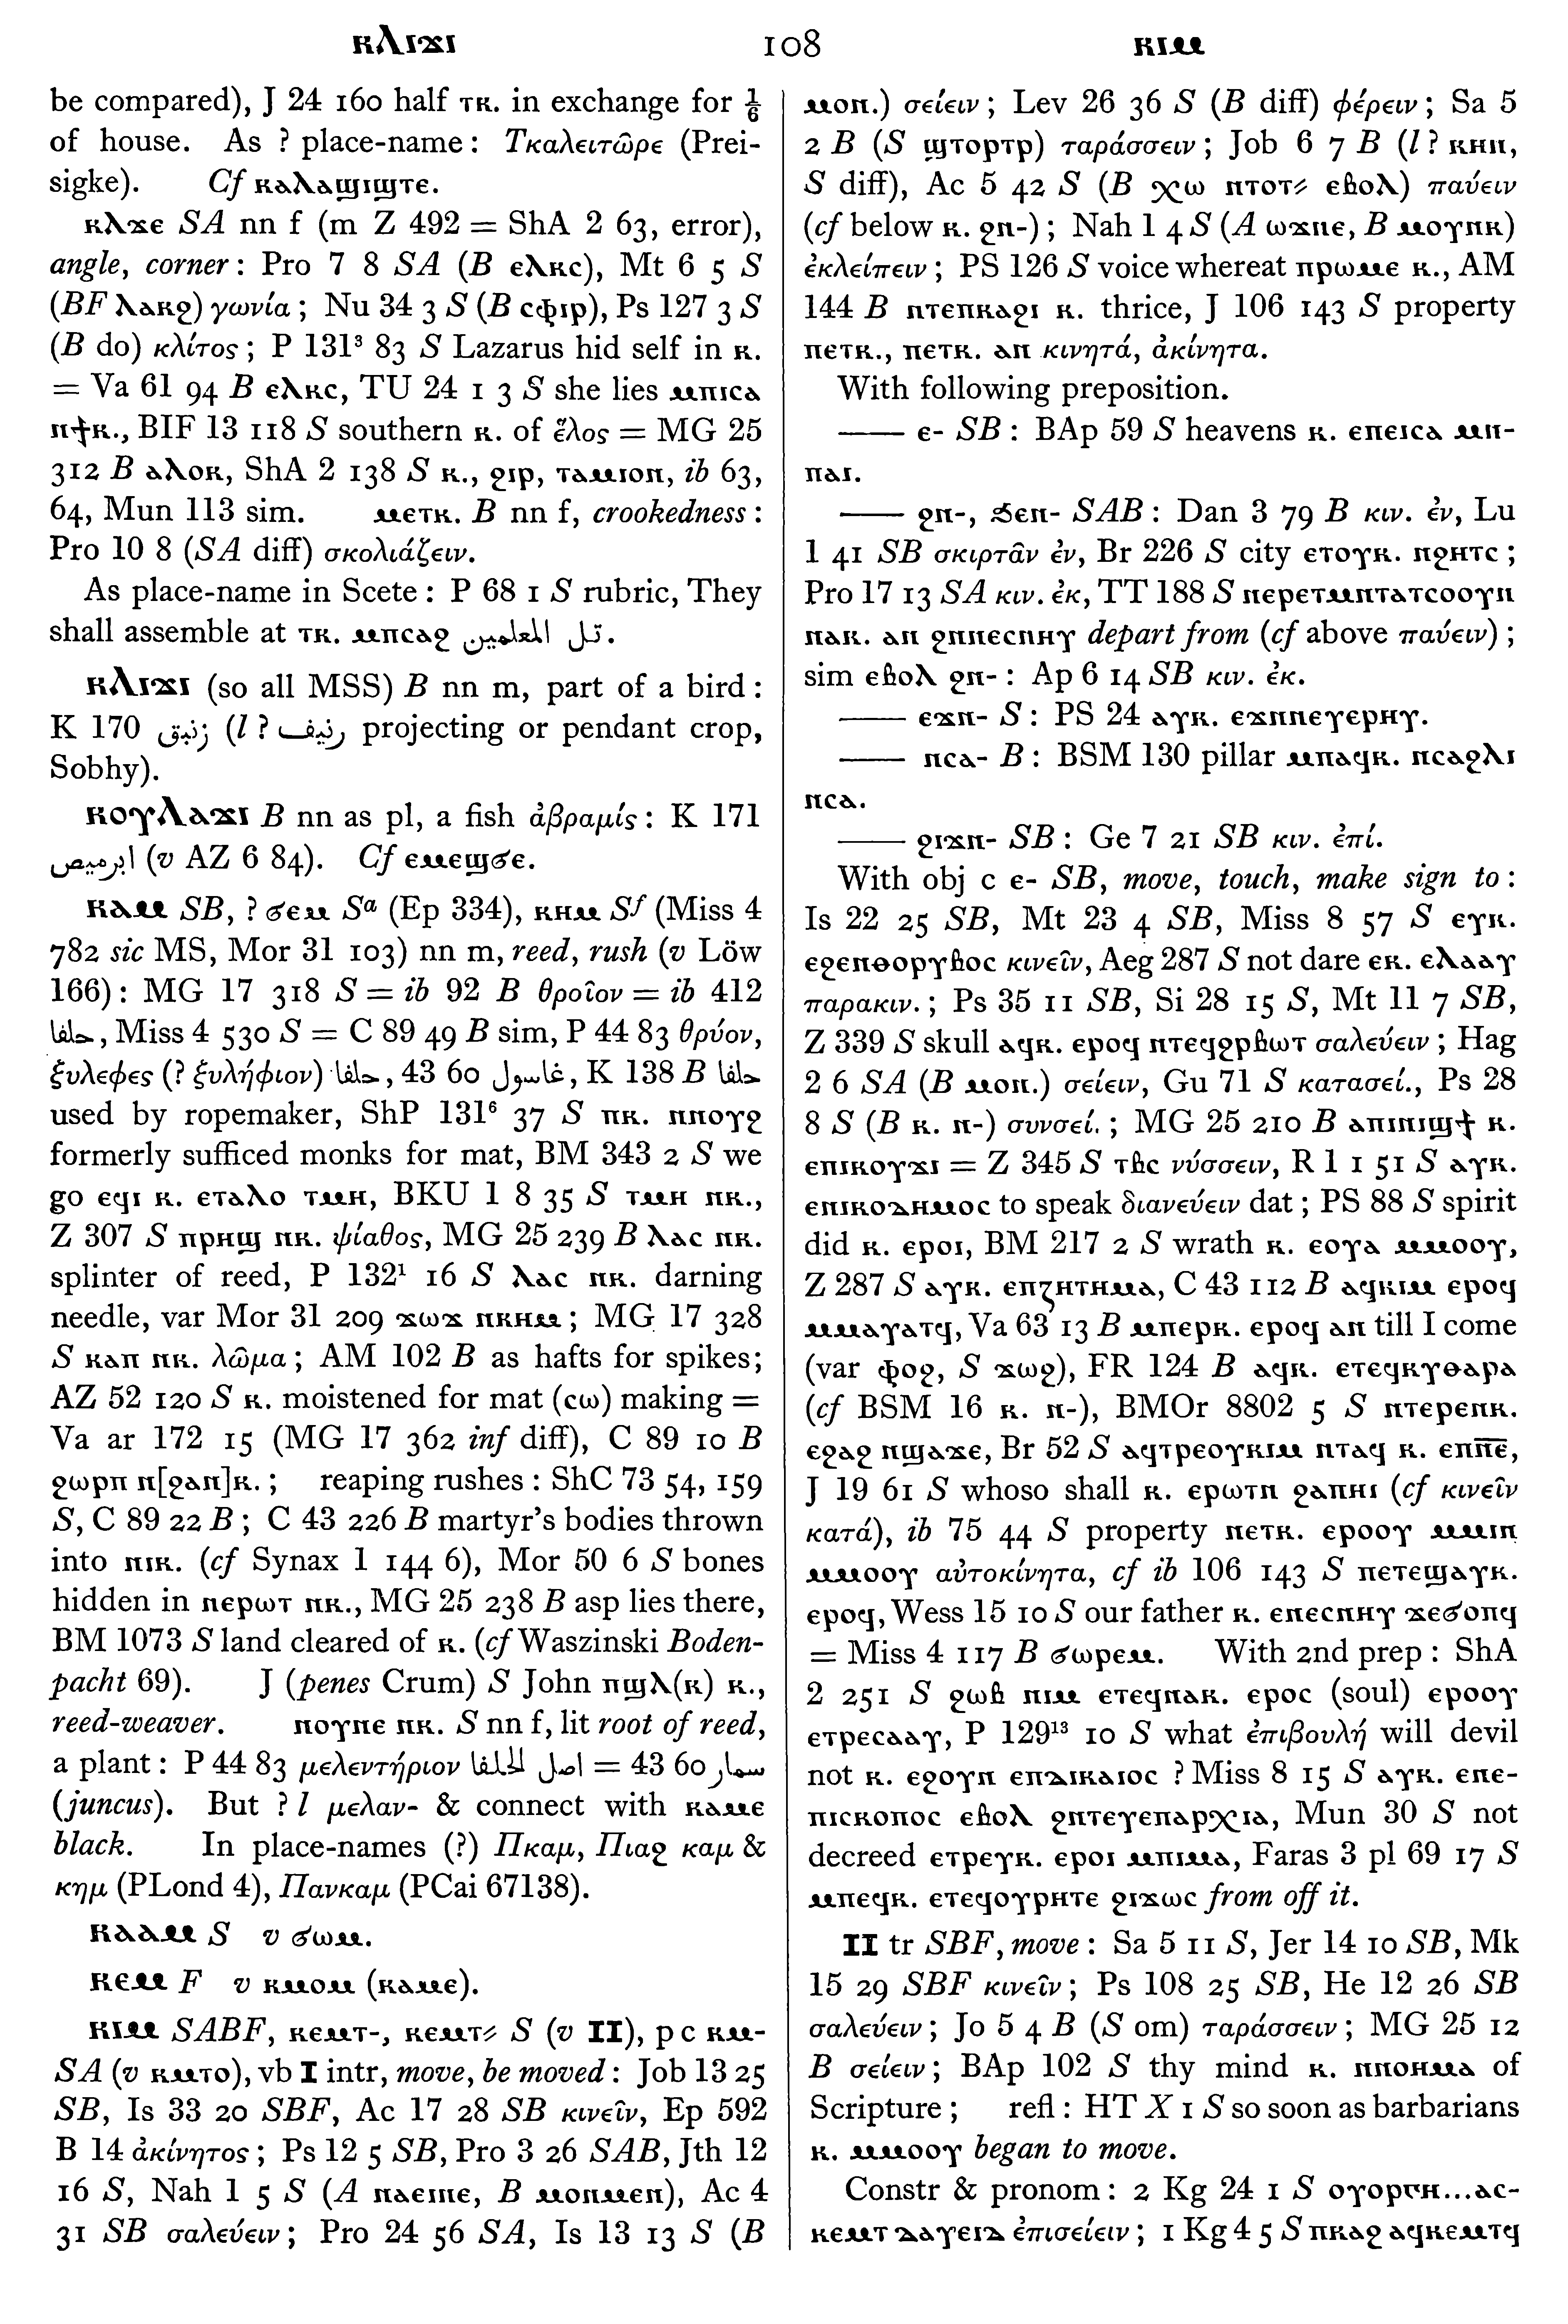 ⲕⲗⲓϫⲓ 108 ⲕⲓⲙ
be compared), J 24 160 half ⲧⲕ. in exchange for ⅙
of house. As ? place-name: Τκαλειτῶρε (Prei-
sigke). Cf ⲕⲁⲗⲁϣⲓϣⲧⲉ.
ⲕⲗϫⲉ SA nn f (m Z 492 = ShA 2 63, error),
angle, corner: Pro 7 8 SA (B ⲉⲗⲕⲥ), Mt 6 5 S
(BF ⲗⲁⲕϩ) γωνία; Nu 34 3 S (B ⲥⲫⲓⲣ), Ps 127 3 S
(B do) κλίτος; P 131³ 83 S Lazarus hid self in ⲕ.
= Va 61 94 B ⲉⲗⲕⲥ, TU 24 1 3 S she lies ⲙⲡⲓⲥⲁ
ⲛϯⲕ., BIF 13 118 S southern ⲕ. of ἕλος = MG 25
312 B ⲁⲗⲟⲕ, ShA 2 138 S ⲕ., ϩⲓⲣ, ⲧⲁⲙⲓⲟⲛ, ib 63,
64, Mun 113 sim. ⲙⲉⲧⲕ. B nn f, crookedness:
Pro 10 8 (SA diff) σκολιάζειν.
As place-name in Scete: P 68 1 S rubric, They
shall assemble at ⲧⲕ. ⲙⲡⲥⲁϩ تل المعلمين.
ⲕⲗⲓϫⲓ (so all MSS) B nn m, part of a bird:
K 170 زنيق (l ? زنيف projecting or pendant crop,
Sobhy).
ⲕⲟⲩⲗⲁϫⲓ B nn as pl, a fish ἀβραμίς: K 171
ابرميص (v AZ 6 84). Cf ⲉⲙⲉϣϭⲉ.
ⲕⲁⲙ SB, ? ϭⲉⲙ Sᵃ (Ep 334), ⲕⲏⲙ Sᶠ (Miss 4
782 sic MS, Mor 31 103) nn m, reed, rush (v Löw
166): MG 17 318 S = ib 92 B θροῖον = ib 412
حلفا, Miss 4 530 S = C 89 49 B sim, P 44 83 θρύον,
ξυλεφες (? ξυλήφιον) حلفا, 43 60 غاسول, K 138 B حلفا
used by ropemaker, ShP 131⁶ 37 S ⲡⲕ. ⲛⲛⲟⲩϩ
formerly sufficed monks for mat, BM 343 2 S we
go ⲉϥⲓ ⲕ. ⲉⲧⲁⲗⲟ ⲧⲙⲏ, BKU 1 8 35 S ⲧⲙⲏ ⲛⲕ.,
Z 307 S ⲡⲣⲏϣ ⲛⲕ. ψίαθος, MG 25 239 B ⲗⲁⲥ ⲛⲕ.
splinter of reed, P 132¹ 16 S ⲗⲁⲥ ⲛⲕ. darning
needle, var Mor 31 209 ϫⲱϫ ⲛⲕⲏⲙ; MG 17 328
S ⲕⲁⲡ ⲛⲕ. λῶμα; AM 102 B as hafts for spikes;
AZ 52 120 S ⲕ. moistened for mat (ⲥⲱ) making =
Va ar 172 15 (MG 17 362 inf diff), C 89 10 B
ϩⲱⲣⲡ ⲛ[ϩⲁⲛ]ⲕ.; reaping rushes: ShC 73 54, 159
S, C 89 22 B; C 43 226 B martyr's bodies thrown
into ⲡⲓⲕ. (cf Synax 1 144 6), Mor 50 6 S bones
hidden in ⲡⲉⲣⲱⲧ ⲛⲕ., MG 25 238 B asp lies there,
BM 1073 S land cleared of ⲕ. (cf Waszinski Boden-
pacht 69). J (penes Crum) S John ⲡϣⲗ(ⲕ) ⲕ.,
reed-weaver. ⲛⲟⲩⲛⲉ ⲛⲕ. S nn f, lit root of reed,
a plant: P 44 83 μελεντήριον اصل الحلفا = 43 60 سمار
(juncus). But ? l μελαν- & connect with ⲕⲁⲙⲉ
black. In place-names (?) Πκαμ, Πιαϩ καμ &
κημ (PLond 4), Πανκαμ (PCai 67138).
ⲕⲁⲁⲙ S v ϭⲱⲙ.
ⲕⲉⲙ F v ⲕⲙⲟⲙ (ⲕⲁⲙⲉ).
ⲕⲓⲙ SABF, ⲕⲉⲙⲧ-, ⲕⲉⲙⲧ⸗ S (v II), p c ⲕⲙ-
SA (v ⲕⲙⲧⲟ), vb I intr, move, be moved: Job 13 25
SB, Is 33 20 SBF, Ac 17 28 SB κινεῖν, Ep 592
B 14 ἀκίνητος; Ps 12 5 SB, Pro 3 26 SAB, Jth 12
16 S, Nah 1 5 S (A ⲛⲁⲉⲓⲛⲉ, B ⲙⲟⲛⲙⲉⲛ), Ac 4
31 SB σαλεύειν; Pro 24 56 SA, Is 13 13 S (B
ⲙⲟⲛ.) σείειν; Lev 26 36 S (B diff) φέρειν; Sa 5
2 B (S ϣⲧⲟⲣⲧⲣ) ταράσσειν; Job 6 7 B (l ? ⲕⲏⲛ,
S diff), Ac 5 42 S (B ⲭⲱ ⲛⲧⲟⲧ⸗ ⲉⲃⲟⲗ) παύειν
(cf below ⲕ. ϩⲛ-); Nah 1 4 S (A ⲱϫⲛⲉ, B ⲙⲟⲩⲛⲕ)
ἐκλείπειν; PS 126 S voice whereat ⲡⲣⲱⲙⲉ ⲕ., AM
144 B ⲛⲧⲉⲡⲕⲁϩⲓ ⲕ. thrice, J 106 143 S property
ⲡⲉⲧⲕ., ⲡⲉⲧⲕ. ⲁⲛ κινητά, ἀκίνητα.
With following preposition.
—— ⲉ- SB: BAp 59 S heavens ⲕ. ⲉⲡⲉⲓⲥⲁ ⲙⲛ-
ⲡⲁⲓ.
—— ϩⲛ-, ϧⲉⲛ- SAB: Dan 3 79 B κιν. ἐν, Lu
1 41 SB σκιρτᾶν ἐν, Br 226 S city ⲉⲧⲟⲩⲕ. ⲛϩⲏⲧⲥ;
Pro 17 13 SA κιν. ἐκ, TT 188 S ⲛⲉⲣⲉⲧⲙⲛⲧⲁⲧⲥⲟⲟⲩⲛ
ⲛⲁⲕ. ⲁⲛ ϩⲛⲛⲉⲥⲛⲏⲩ depart from (cf above παύειν);
sim ⲉⲃⲟⲗ ϩⲛ-: Ap 6 14 SB κιν. ἐκ.
—— ⲉϫⲛ- S: PS 24 ⲁⲩⲕ. ⲉϫⲛⲛⲉⲩⲉⲣⲏⲩ.
—— ⲛⲥⲁ- B: BSM 130 pillar ⲙⲡⲁϥⲕ. ⲛⲥⲁϩⲗⲓ
ⲛⲥⲁ.
—— ϩⲓϫⲛ- SB: Ge 7 21 SB κιν. ἐπί.
With obj c ⲉ- SB, move, touch, make sign to:
Is 22 25 SB, Mt 23 4 SB, Miss 8 57 S ⲉⲩⲕ.
ⲉϩⲉⲛⲑⲟⲣⲩⲃⲟⲥ κινεῖν, Aeg 287 S not dare ⲉⲕ. ⲉⲗⲁⲁⲩ
παρακιν.; Ps 35 11 SB, Si 28 15 S, Mt 11 7 SB,
Z 339 S skull ⲁϥⲕ. ⲉⲣⲟϥ ⲛⲧⲉϥϩⲣⲃⲱⲧ σαλεύειν; Hag
2 6 SA (B ⲙⲟⲛ.) σείειν, Gu 71 S κατασεί., Ps 28
8 S (B ⲕ. ⲛ-) συνσεί.; MG 25 210 B ⲁⲡⲓⲛⲓϣϯ ⲕ.
ⲉⲡⲓⲕⲟⲩϫⲓ = Z 345 S ⲧⲃⲥ νύσσειν, R 1 1 51 S ⲁⲩⲕ.
ⲉⲡⲓⲕⲟⲇⲏⲙⲟⲥ to speak διανεύειν dat; PS 88 S spirit
did ⲕ. ⲉⲣⲟⲓ, BM 217 2 S wrath ⲕ. ⲉⲟⲩⲁ ⲙⲙⲟⲟⲩ,
Z 287 S ⲁⲩⲕ. ⲉⲡⲍⲏⲧⲏⲙⲁ, C 43 112 B ⲁϥⲕⲓⲙ ⲉⲣⲟϥ
ⲙⲙⲁⲩⲁⲧϥ, Va 63 13 B ⲙⲡⲉⲣⲕ. ⲉⲣⲟϥ ⲁⲛ till I come
(var ⲫⲟϩ, S ϫⲱϩ), FR 124 B ⲁϥⲕ. ⲉⲧⲉϥⲕⲩⲑⲁⲣⲁ
(cf BSM 16 ⲕ. ⲛ-), BMOr 8802 5 S ⲛⲧⲉⲣⲉⲡⲕ.
ⲉϩⲁϩ ⲛϣⲁϫⲉ, Br 52 S ⲁϥⲧⲣⲉⲟⲩⲕⲓⲙ ⲛⲧⲁϥ ⲕ. ⲉⲡⲡ̅ⲉ̅,
J 19 61 S whoso shall ⲕ. ⲉⲣⲱⲧⲛ ϩⲁⲡⲏⲓ (cf κινεῖν
κατά), ib 75 44 S property ⲡⲉⲧⲕ. ⲉⲣⲟⲟⲩ ⲙⲙⲓⲛ
ⲙⲙⲟⲟⲩ αὐτοκίνητα, cf ib 106 143 S ⲡⲉⲧⲉϣⲁⲩⲕ.
ⲉⲣⲟϥ, Wess 15 10 S our father ⲕ. ⲉⲛⲉⲥⲛⲏⲩ ϫⲉϭⲟⲡϥ
= Miss 4 117 B ϭⲱⲣⲉⲙ. With 2nd prep: ShA
2 251 S ϩⲱⲃ ⲛⲓⲙ ⲉⲧⲉϥⲛⲁⲕ. ⲉⲣⲟⲥ (soul) ⲉⲣⲟⲟⲩ
ⲉⲧⲣⲉⲥⲁⲁⲩ, P 129¹³ 10 S what ἐπιβουλή will devil
not ⲕ. ⲉϩⲟⲩⲛ ⲉⲡⲇⲓⲕⲁⲓⲟⲥ ? Miss 8 15 S ⲁⲩⲕ. ⲉⲛⲉ-
ⲡⲓⲥⲕⲟⲡⲟⲥ ⲉⲃⲟⲗ ϩⲛⲧⲉⲩⲉⲡⲁⲣⲭⲓⲁ, Mun 30 S not
decreed ⲉⲧⲣⲉⲩⲕ. ⲉⲣⲟⲓ ⲙⲡⲓⲙⲁ, Faras 3 pl 69 17 S
ⲙⲡⲉϥⲕ. ⲉⲧⲉϥⲟⲩⲣⲏⲧⲉ ϩⲓϫⲱⲥ from off it.
II tr SBF, move: Sa 5 11 S, Jer 14 10 SB, Mk
15 29 SBF κινεῖν; Ps 108 25 SB, He 12 26 SB
σαλεύειν; Jo 5 4 B (S om) ταράσσειν; MG 25 12
B σείειν; BAp 102 S thy mind ⲕ. ⲛⲛⲟⲏⲙⲁ of
Scripture; refl: HT X 1 S so soon as barbarians
ⲕ. ⲙⲙⲟⲟⲩ began to move.
Constr & pronom: 2 Kg 24 1 S ⲟⲩⲟⲣⲅⲏ...ⲁⲥ-
ⲕⲉⲙⲧ ⲇⲁⲩⲉⲓⲇ ἐπισείειν; 1 Kg 4 5 S ⲡⲕⲁϩ ⲁϥⲕⲉⲙⲧϥ